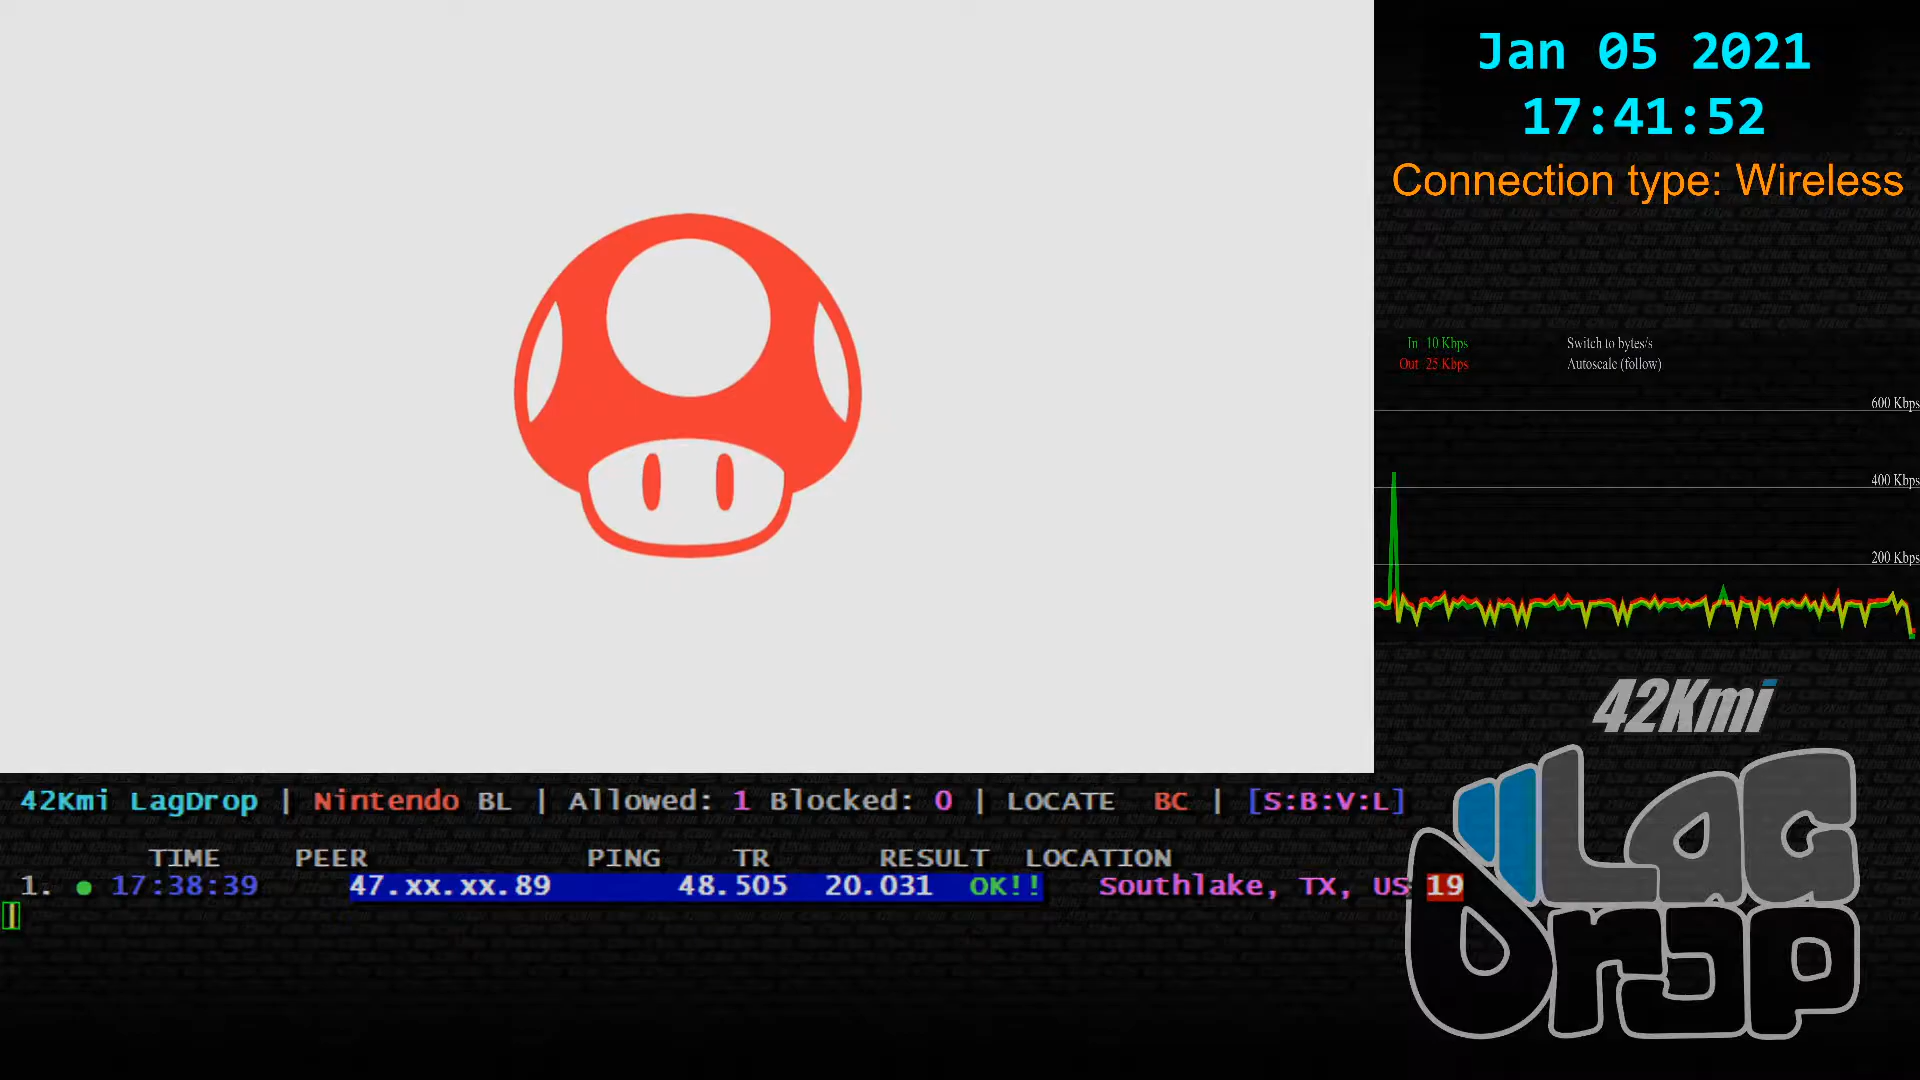 Jan 05 2021
17:41:52
Connection type: Wireless
In 10 Kbps
Switch to bytes/s
Out 25 Kbps
Autoscale (follow)
600 Kbps
400 Kbps
200 Kbps
42Kmi
LAG
Drop
42Kmi LagDrop | Nintendo BL | Allowed: 1 Blocked: 0 | LOCATE BC | [S:B:V:L]
TIME PEER PING TR RESULT LOCATION
1. ● 17:38:39 47.xx.xx.89 48.505 20.031 OK!! Southlake, TX, US 19